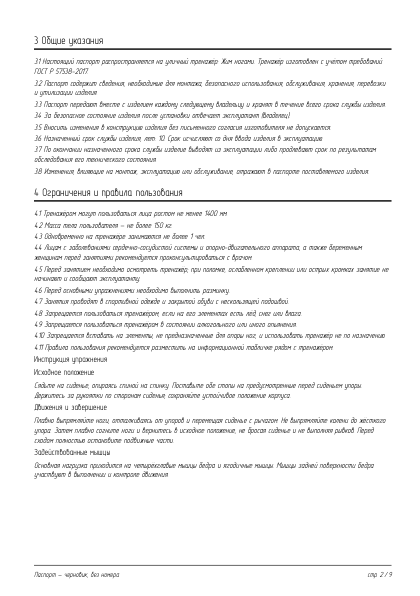 3 Общие указания
3.1 Настоящий паспорт распространяется на уличный тренажер Жим ногами. Тренажер изготовлен с учетом требований
ГОСТ Р 57538-2017.
3.2 Паспорт содержит сведения, необходимые для монтажа, безопасного использования, обслуживания, хранения, перевозки
и утилизации изделия.
3.3 Паспорт передают вместе с изделием каждому следующему владельцу и хранят в течение всего срока службы изделия.
3.4 За безопасное состояние изделия после установки отвечает эксплуатант (владелец).
3.5 Вносить изменения в конструкцию изделия без письменного согласия изготовителя не допускается.
3.6 Назначенный срок службы изделия, лет: 10. Срок исчисляют со дня ввода изделия в эксплуатацию.
3.7 По окончании назначенного срока службы изделие выводят из эксплуатации либо продлевают срок по результатам
обследования его технического состояния.
3.8 Изменения, влияющие на монтаж, эксплуатацию или обслуживание, отражают в паспорте поставляемого изделия.
4 Ограничения и правила пользования
4.1 Тренажером могут пользоваться лица ростом не менее 1400 мм.
4.2 Масса тела пользователя – не более 150 кг.
4.3 Одновременно на тренажере занимаются не более 1 чел.
4.4 Лицам с заболеваниями сердечно-сосудистой системы и опорно-двигательного аппарата, а также беременным
женщинам перед занятиями рекомендуется проконсультироваться с врачом.
4.5 Перед занятием необходимо осмотреть тренажер; при поломке, ослабленном креплении или острых кромках занятие не
начинают и сообщают эксплуатанту.
4.6 Перед основными упражнениями необходимо выполнить разминку.
4.7 Занятия проводят в спортивной одежде и закрытой обуви с нескользящей подошвой.
4.8 Запрещается пользоваться тренажером, если на его элементах есть лёд, снег или влага.
4.9 Запрещается пользоваться тренажером в состоянии алкогольного или иного опьянения.
4.10 Запрещается вставать на элементы, не предназначенные для опоры ног, и использовать тренажер не по назначению.
4.11 Правила пользования рекомендуется разместить на информационной табличке рядом с тренажером.
Инструкция упражнения
Исходное положение
Сядьте на сиденье, опираясь спиной на спинку. Поставьте обе стопы на предусмотренные перед сиденьем упоры.
Держитесь за рукоятки по сторонам сиденья, сохраняйте устойчивое положение корпуса.
Движения и завершение
Плавно выпрямляйте ноги, отталкиваясь от упоров и перемещая сиденье с рычагом. Не выпрямляйте колени до жёсткого
упора. Затем плавно согните ноги и вернитесь в исходное положение, не бросая сиденье и не выполняя рывков. Перед
сходом полностью остановите подвижные части.
Задействованные мышцы
Основная нагрузка приходится на четырехглавые мышцы бедра и ягодичные мышцы. Мышцы задней поверхности бедра
участвуют в выполнении и контроле движения.
Паспорт – черновик, без номера
стр. 2 / 9